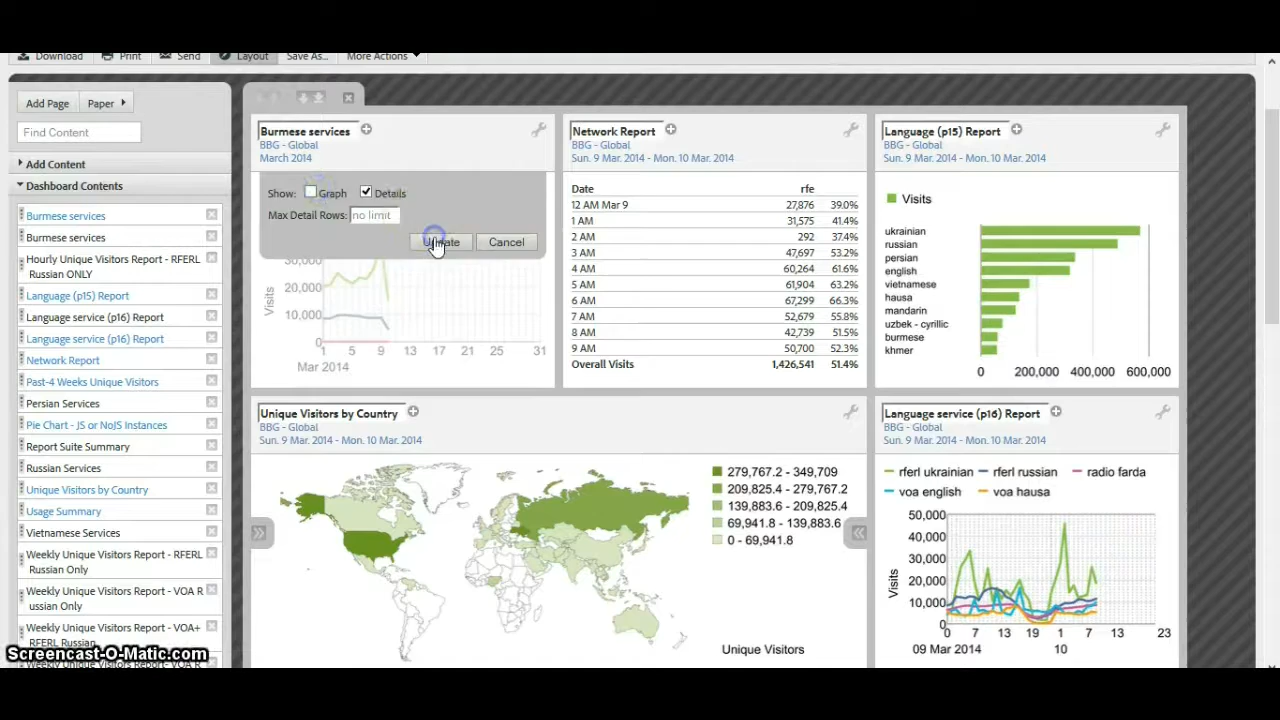 Download
Print
Send
Layout
Save As...
More Actions
Add Page
Paper
Find Content
Add Content
Dashboard Contents
Burmese services
Burmese services
Hourly Unique Visitors Report - RFERL
Russian ONLY
Language (p15) Report
Language service (p16) Report
Language service (p16) Report
Network Report
Past-4 Weeks Unique Visitors
Persian Services
Pie Chart - JS or NoJS Instances
Report Suite Summary
Russian Services
Unique Visitors by Country
Usage Summary
Vietnamese Services
Weekly Unique Visitors Report - RFERL
Russian Only
Weekly Unique Visitors Report - VOA R
ussian Only
Weekly Unique Visitors Report - VOA+
RFERL Russian
Screencast-O-Matic.com
Burmese services
BBG - Global
March 2014
Show: Graph Details
Max Detail Rows: no limit
Update Cancel
30,000
20,000
10,000
0
Visits
1 5 9 13 17 21 25 31
Mar 2014
Network Report
BBG - Global
Sun. 9 Mar. 2014 - Mon. 10 Mar. 2014
Date rfe
12 AM Mar 9 27,876 39.0%
1 AM 31,575 41.4%
2 AM 292 37.4%
3 AM 47,697 53.2%
4 AM 60,264 61.6%
5 AM 61,904 63.2%
6 AM 67,299 66.3%
7 AM 52,679 55.8%
8 AM 42,739 51.5%
9 AM 50,700 52.3%
Overall Visits 1,426,541 51.4%
Language (p15) Report
BBG - Global
Sun. 9 Mar. 2014 - Mon. 10 Mar. 2014
Visits
ukrainian
russian
persian
english
vietnamese
hausa
mandarin
uzbek - cyrillic
burmese
khmer
0 200,000 400,000 600,000
Unique Visitors by Country
BBG - Global
Sun. 9 Mar. 2014 - Mon. 10 Mar. 2014
279,767.2 - 349,709
209,825.4 - 279,767.2
139,883.6 - 209,825.4
69,941.8 - 139,883.6
0 - 69,941.8
Unique Visitors
Language service (p16) Report
BBG - Global
Sun. 9 Mar. 2014 - Mon. 10 Mar. 2014
rferl ukrainian rferl russian radio farda
voa english voa hausa
50,000
40,000
30,000
20,000
10,000
0
Visits
0 7 13 19 1 7 13 23
09 Mar 2014 10